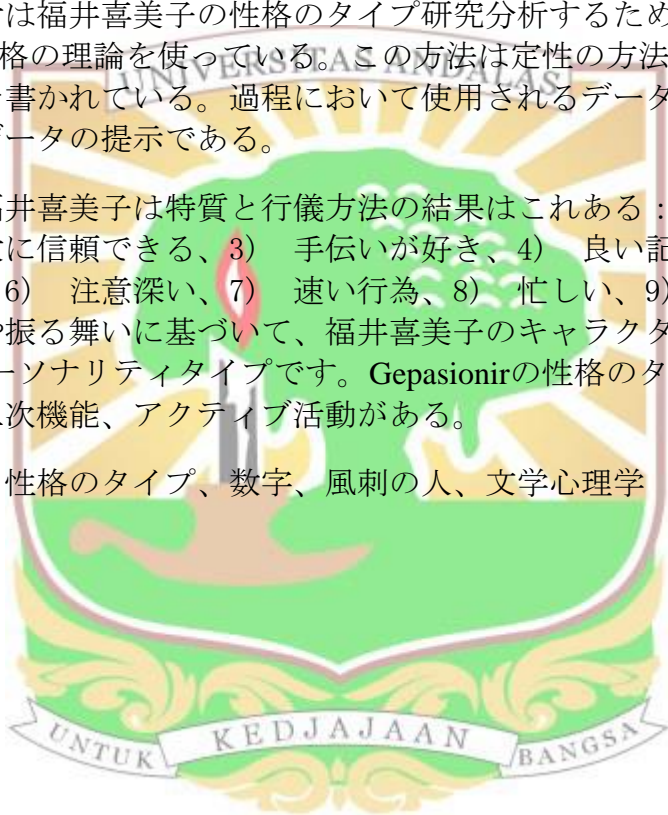 は福井喜美子の性格のタイプ研究分析するため
格の理論を使っている。この方法は定性の方法
UNIVERSITAS ANDALAS
書かれている。過程において使用されるデータ
データの提示である。
福井喜美子は特質と行儀方法の結果はこれある：
に信頼できる、3) 手伝いが好き、4) 良い記
6) 注意深い、7) 速い行為、8) 忙しい、9)
や振る舞いに基づいて、福井喜美子のキャラクタ
ーソナリティタイプです。Gepasionirの性格のタ
次機能、アクティブ活動がある。
性格のタイプ、数字、風刺の人、文学心理学
UNTUK KEDJAJAAN BANGSA